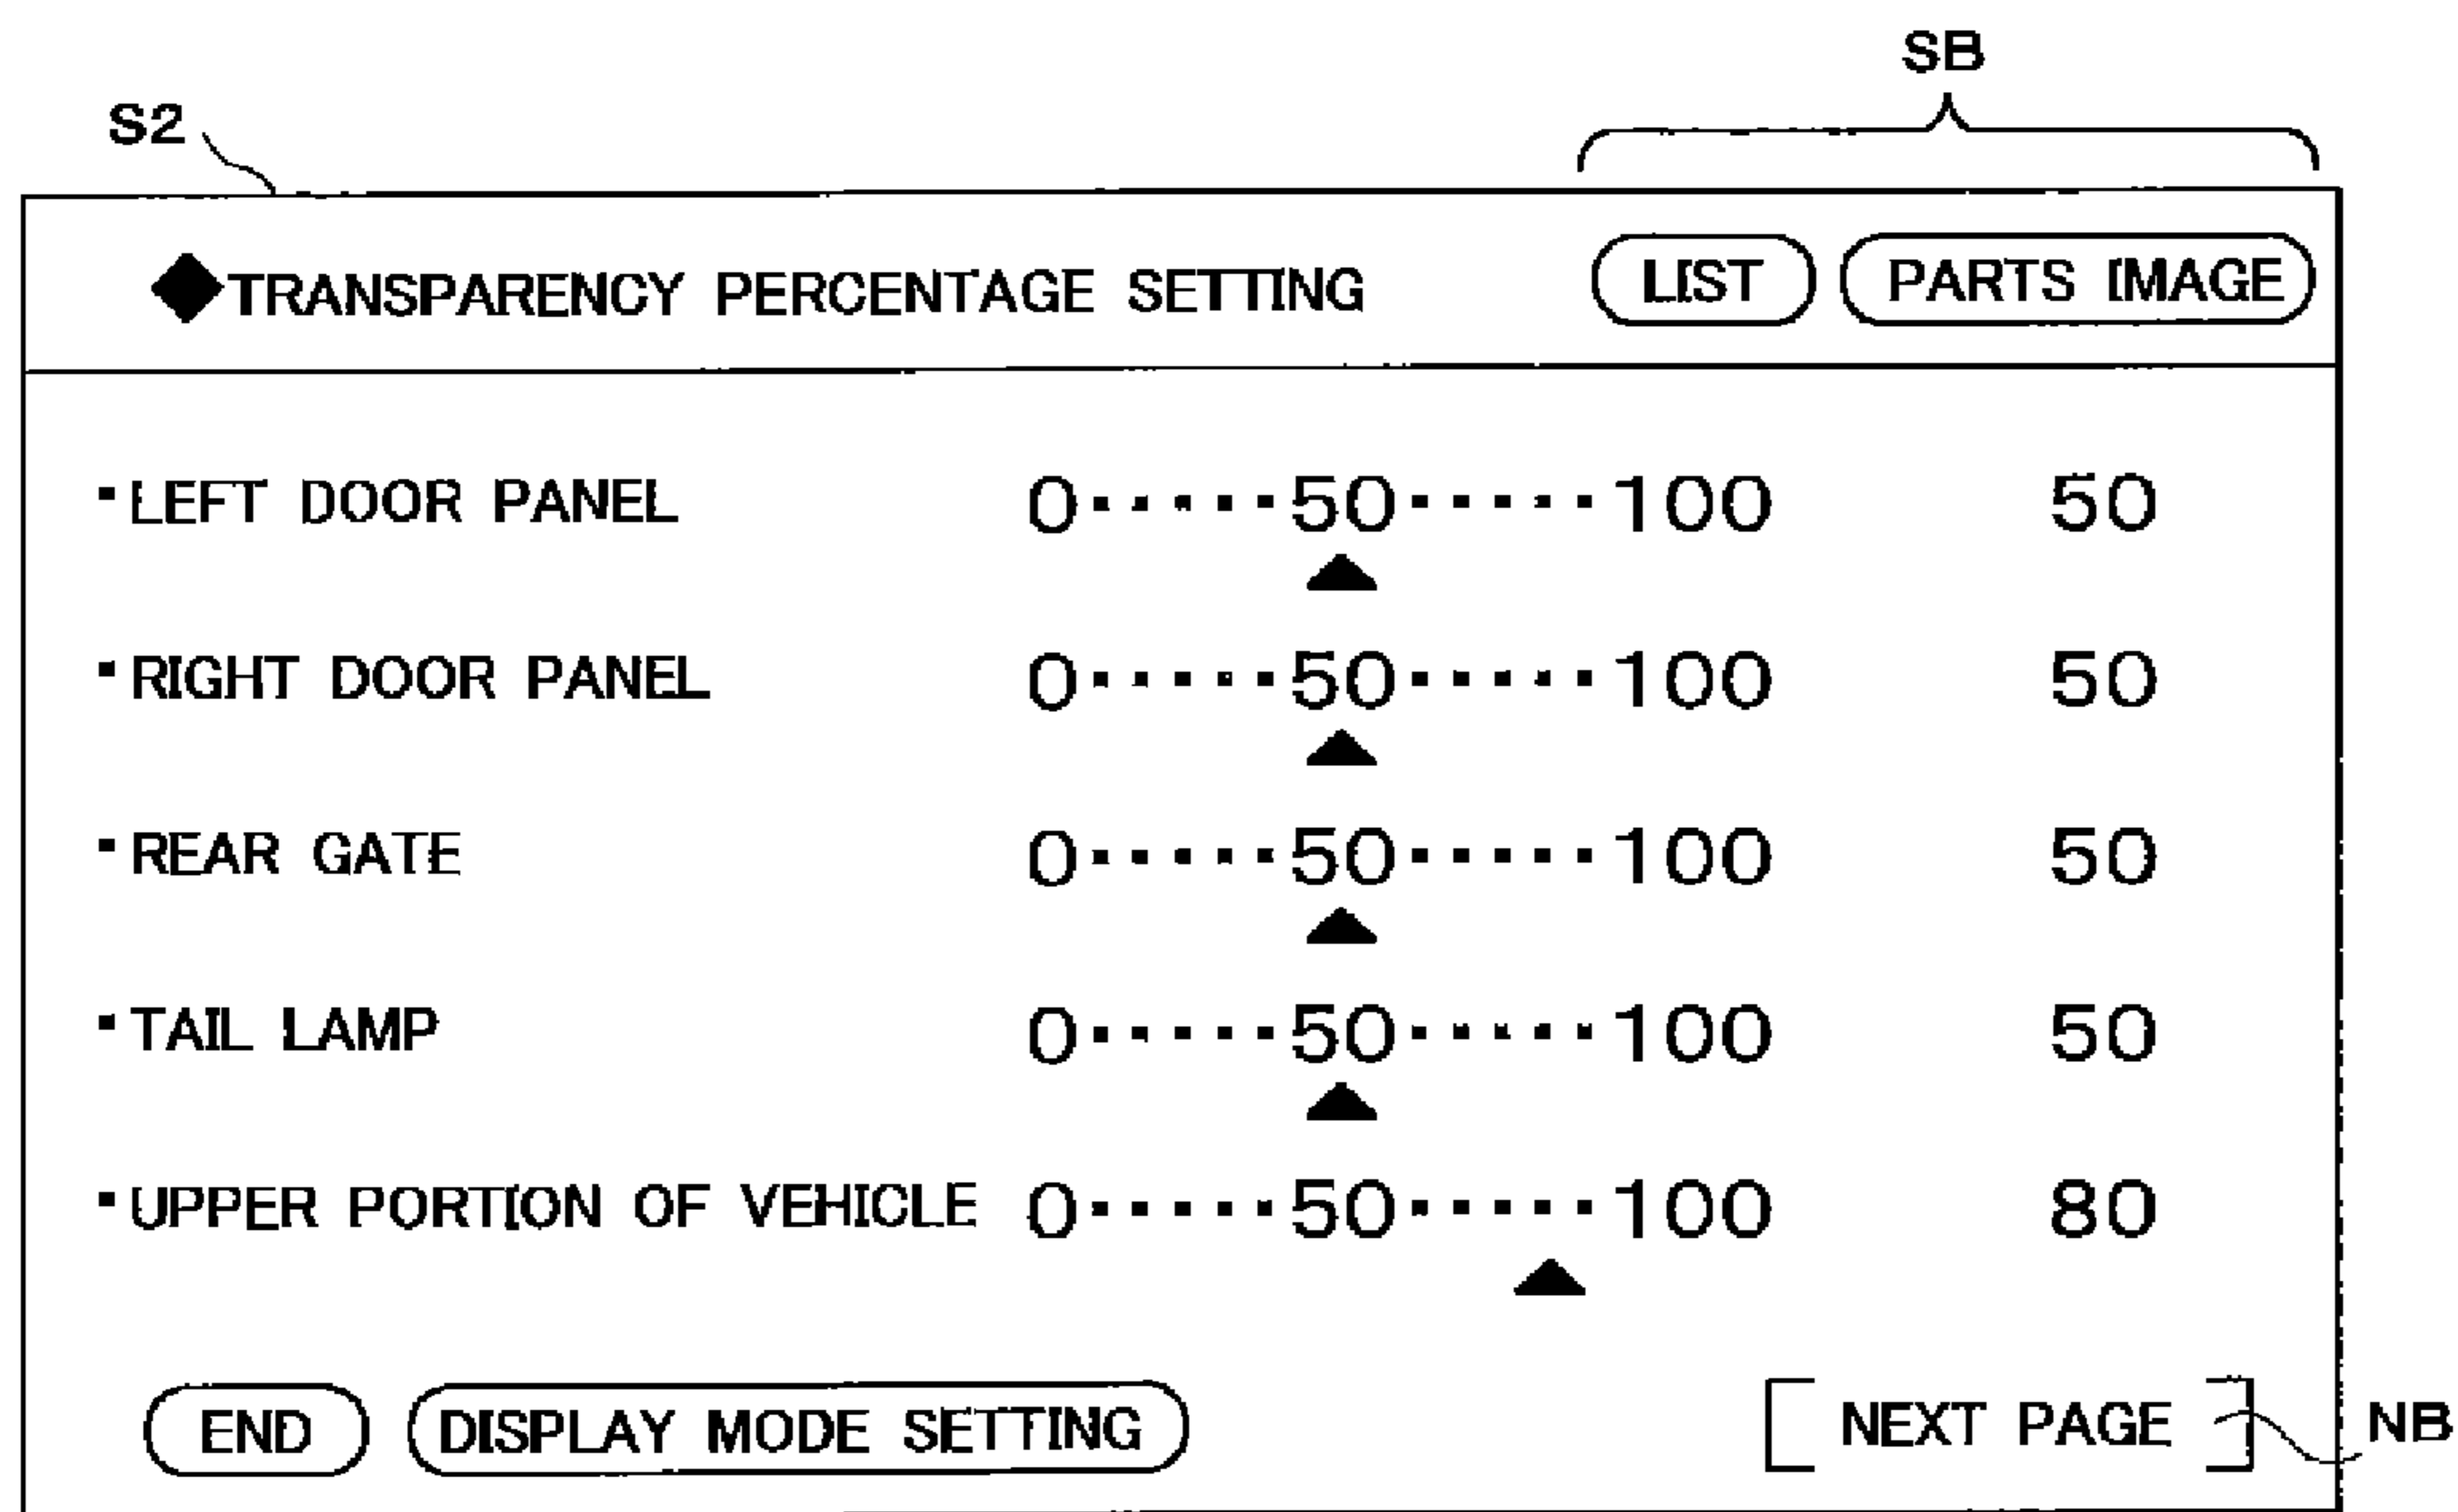 SB
S2
◆TRANSPARENCY PERCENTAGE SETTING LIST PARTS IMAGE
▪LEFT DOOR PANEL 0▪▪▪▪▪50▪▪▪▪▪100 50
▪RIGHT DOOR PANEL 0▪▪▪▪▪50▪▪▪▪▪100 50
▪REAR GATE 0▪▪▪▪▪50▪▪▪▪▪100 50
▪TAIL LAMP 0▪▪▪▪▪50▪▪▪▪▪100 50
▪UPPER PORTION OF VEHICLE 0▪▪▪▪▪50▪▪▪▪▪100 80
END DISPLAY MODE SETTING [ NEXT PAGE ] NB